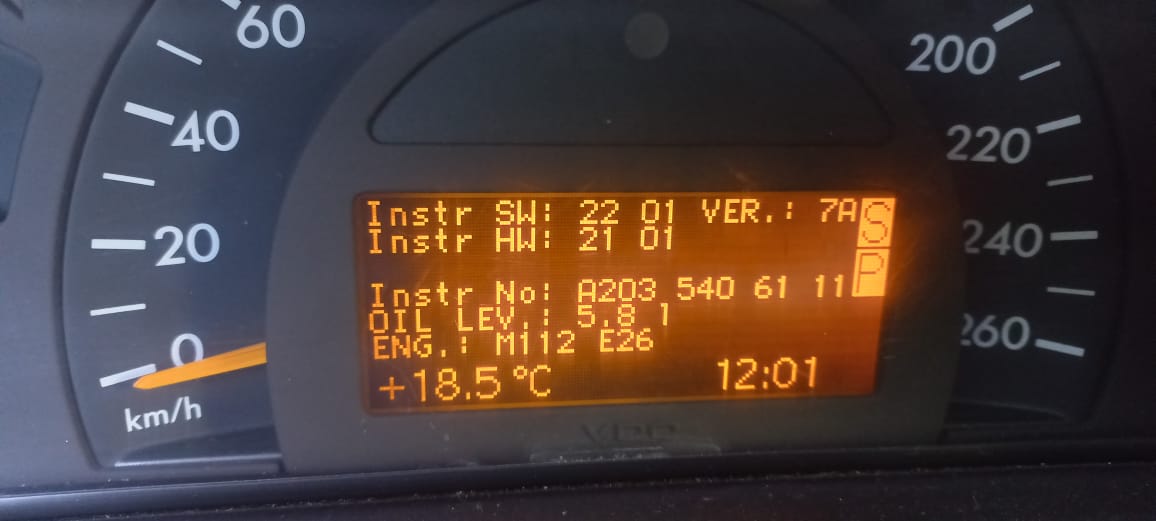 60
40
20
0
km/h
200
220
240
260
Instr SW: 22 01 VER.: 7A
Instr HW: 21 01
Instr No: A203 540 61 11
OIL LEV.: 5.8 l
ENG.: M112 E26
+18.5 °C 12:01
S
P
VDO